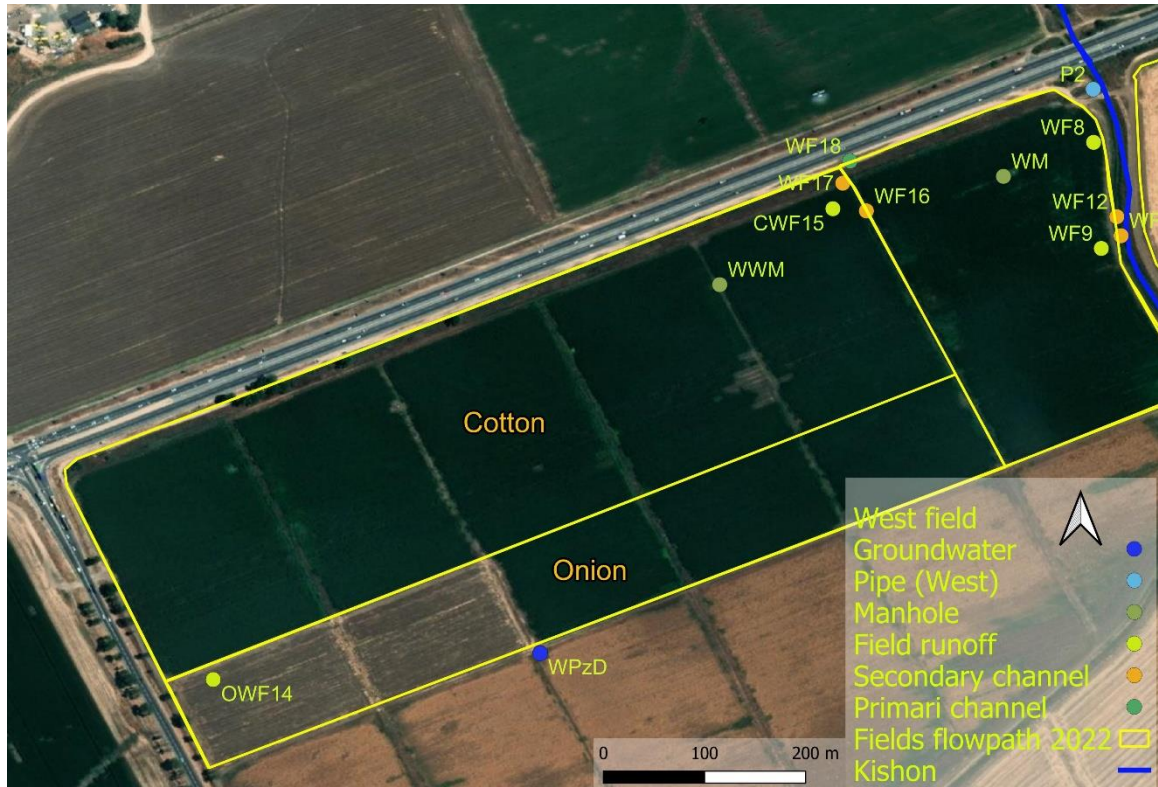 P2
WF8
WF18
WM
WF17
WF16
WF12
CWF15
WF
WF9
WWM
Cotton
Onion
WPzD
OWF14
West field
Groundwater
Pipe (West)
Manhole
Field runoff
Secondary channel
Primari channel
Fields flowpath 2022
Kishon
0 100 200 m